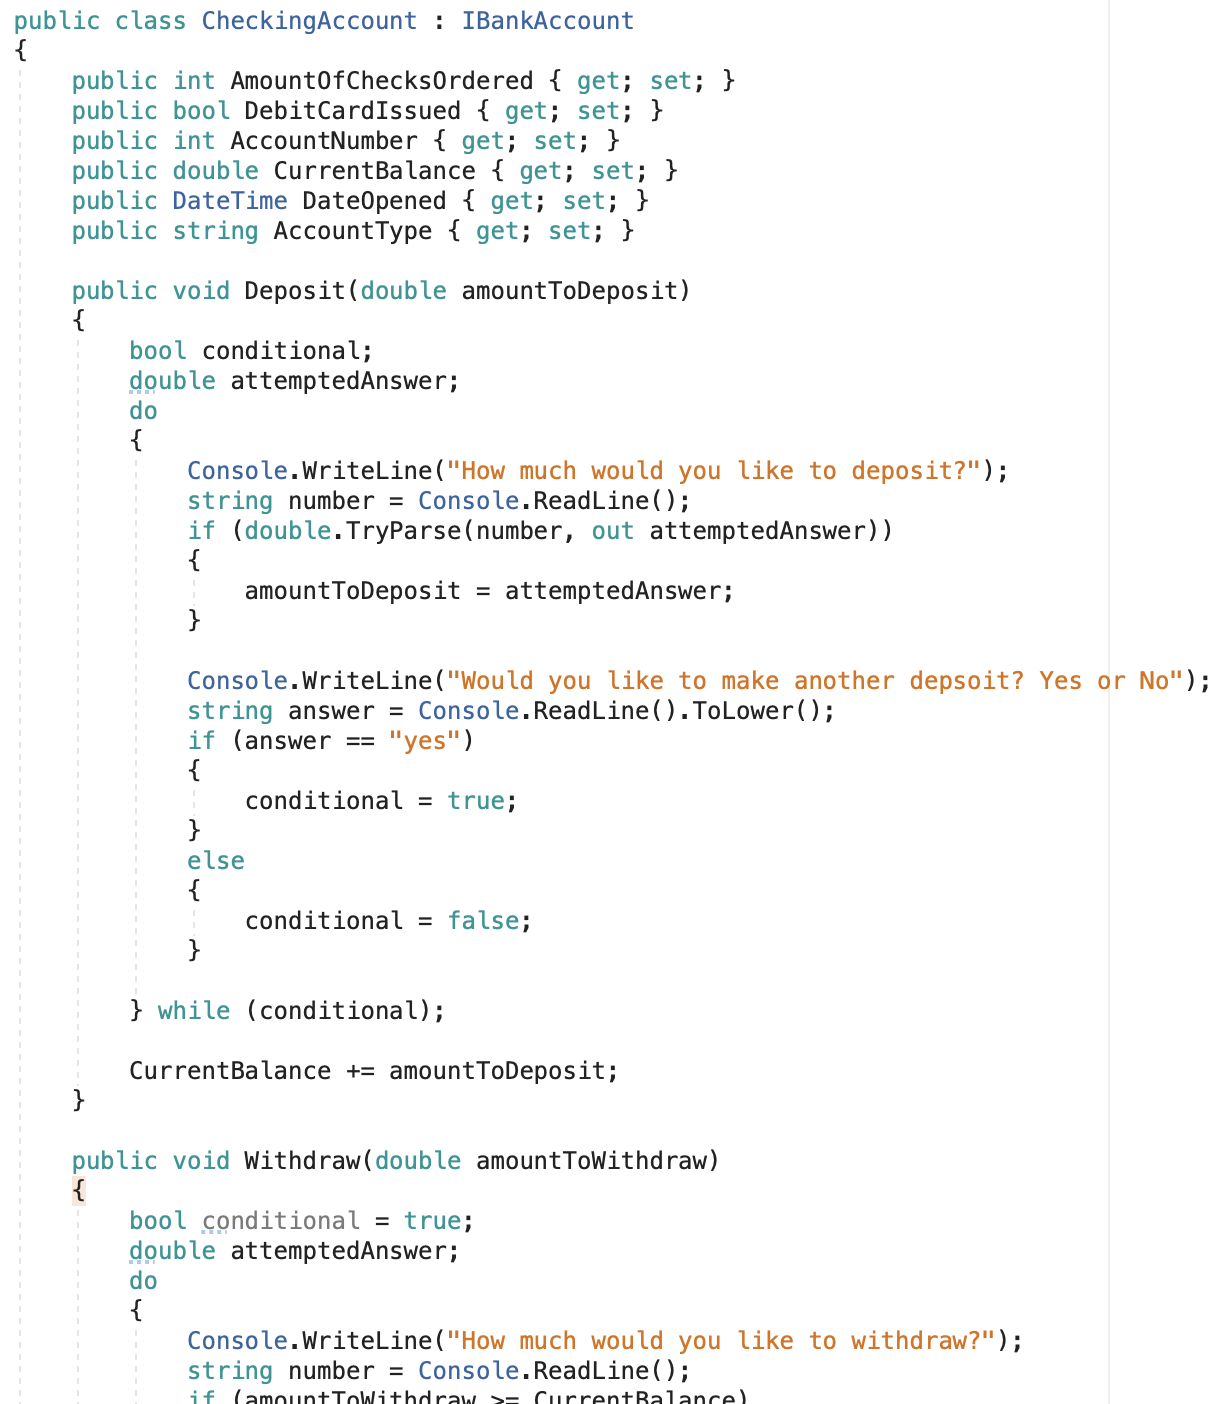 public class CheckingAccount : IBankAccount
{
    public int AmountOfChecksOrdered { get; set; }
    public bool DebitCardIssued { get; set; }
    public int AccountNumber { get; set; }
    public double CurrentBalance { get; set; }
    public DateTime DateOpened { get; set; }
    public string AccountType { get; set; }

    public void Deposit(double amountToDeposit)
    {
        bool conditional;
        double attemptedAnswer;
        do
        {
            Console.WriteLine("How much would you like to deposit?");
            string number = Console.ReadLine();
            if (double.TryParse(number, out attemptedAnswer))
            {
                amountToDeposit = attemptedAnswer;
            }

            Console.WriteLine("Would you like to make another depsoit? Yes or No");
            string answer = Console.ReadLine().ToLower();
            if (answer == "yes")
            {
                conditional = true;
            }
            else
            {
                conditional = false;
            }

        } while (conditional);

        CurrentBalance += amountToDeposit;
    }

    public void Withdraw(double amountToWithdraw)
    {
        bool conditional = true;
        double attemptedAnswer;
        do
        {
            Console.WriteLine("How much would you like to withdraw?");
            string number = Console.ReadLine();
            if (amountToWithdraw >= CurrentBalance)